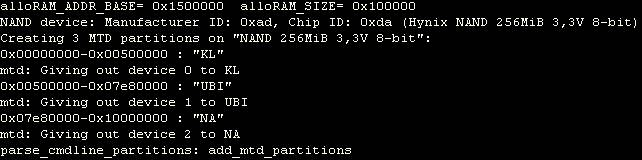 alloRAM_ADDR_BASE= 0x1500000  alloRAM_SIZE= 0x100000
NAND device: Manufacturer ID: 0xad, Chip ID: 0xda (Hynix NAND 256MiB 3,3V 8-bit)
Creating 3 MTD partitions on "NAND 256MiB 3,3V 8-bit":
0x00000000-0x00500000 : "KL"
mtd: Giving out device 0 to KL
0x00500000-0x07e80000 : "UBI"
mtd: Giving out device 1 to UBI
0x07e80000-0x10000000 : "NA"
mtd: Giving out device 2 to NA
parse_cmdline_partitions: add_mtd_partitions